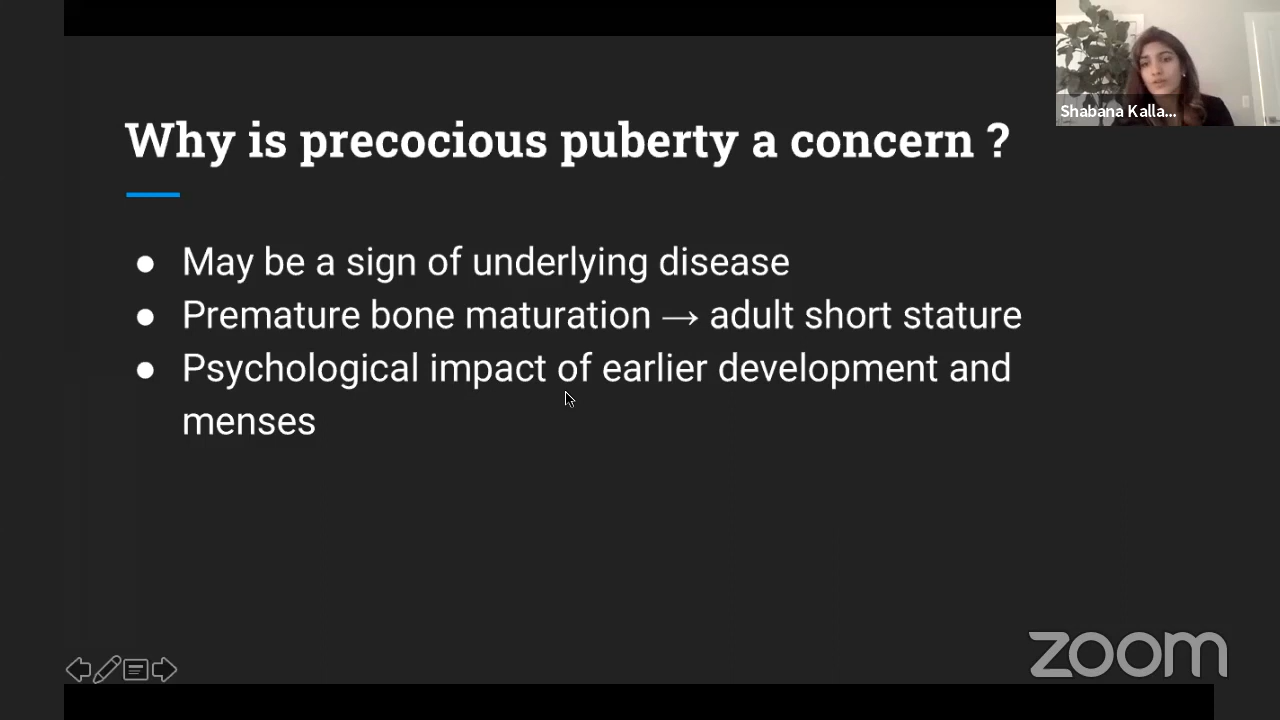 Shabana Kalla...
Why is precocious puberty a concern ?
● May be a sign of underlying disease
● Premature bone maturation → adult short stature
● Psychological impact of earlier development and
menses
zoom